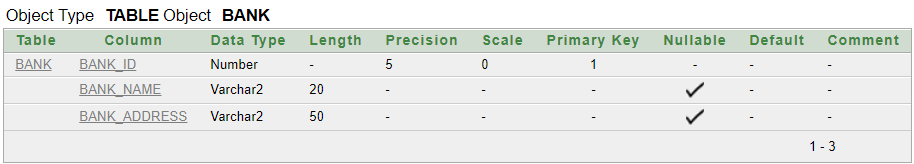 Object Type TABLE Object BANK
Table Column Data Type Length Precision Scale Primary Key Nullable Default Comment
BANK BANK_ID Number - 5 0 1 - - -
BANK_NAME Varchar2 20 - - - ✓ - -
BANK_ADDRESS Varchar2 50 - - - ✓ - -
1 - 3